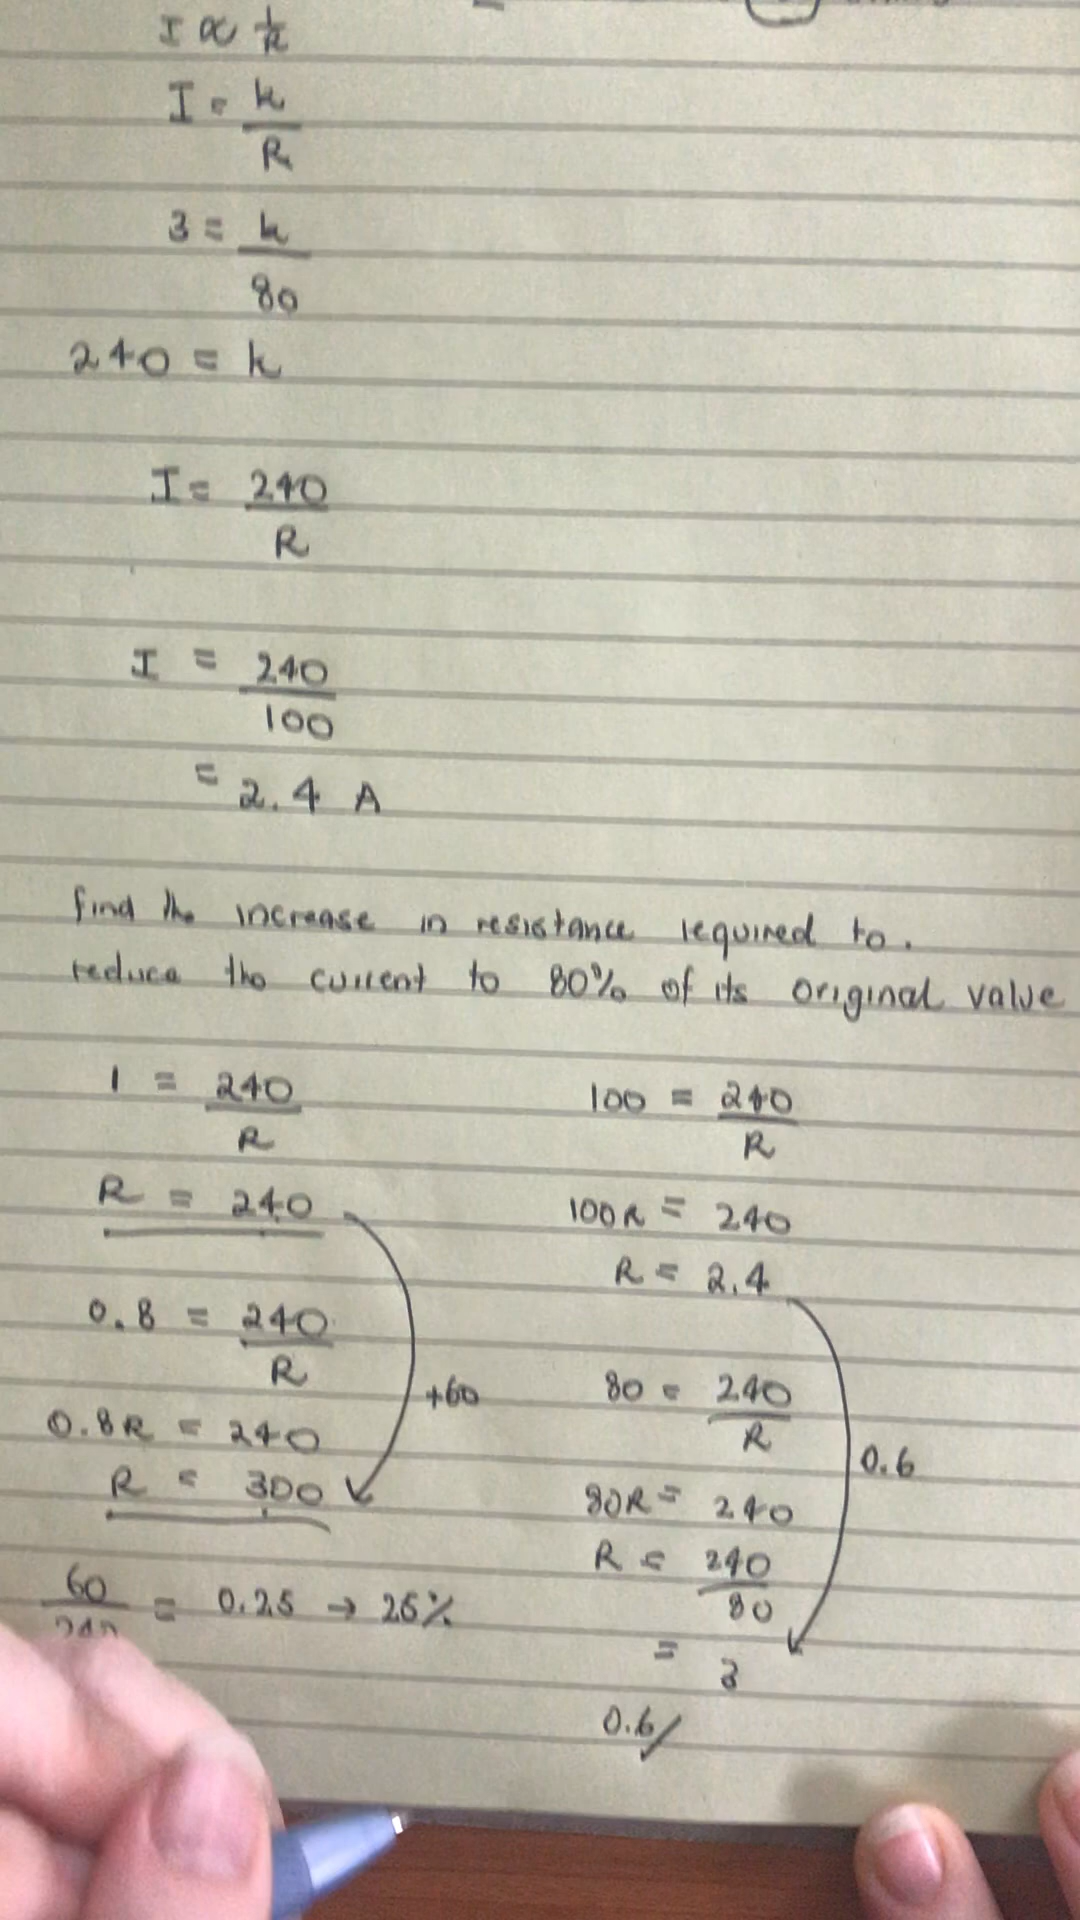 I ∝ 1/R
I = k/R
3 = k/80
240 = k
I = 240/R
I = 240/100
= 2.4 A
find the increase in resistance required to.
reduce the current to 80% of its original value
1 = 240/R
R = 240
0.8 = 240/R
0.8R = 240
R = 300
+60
60/240 = 0.25 → 25%
100 = 240/R
100R = 240
R = 2.4
80 = 240/R
80R = 240
R = 240/80
= 3
0.6
0.6/